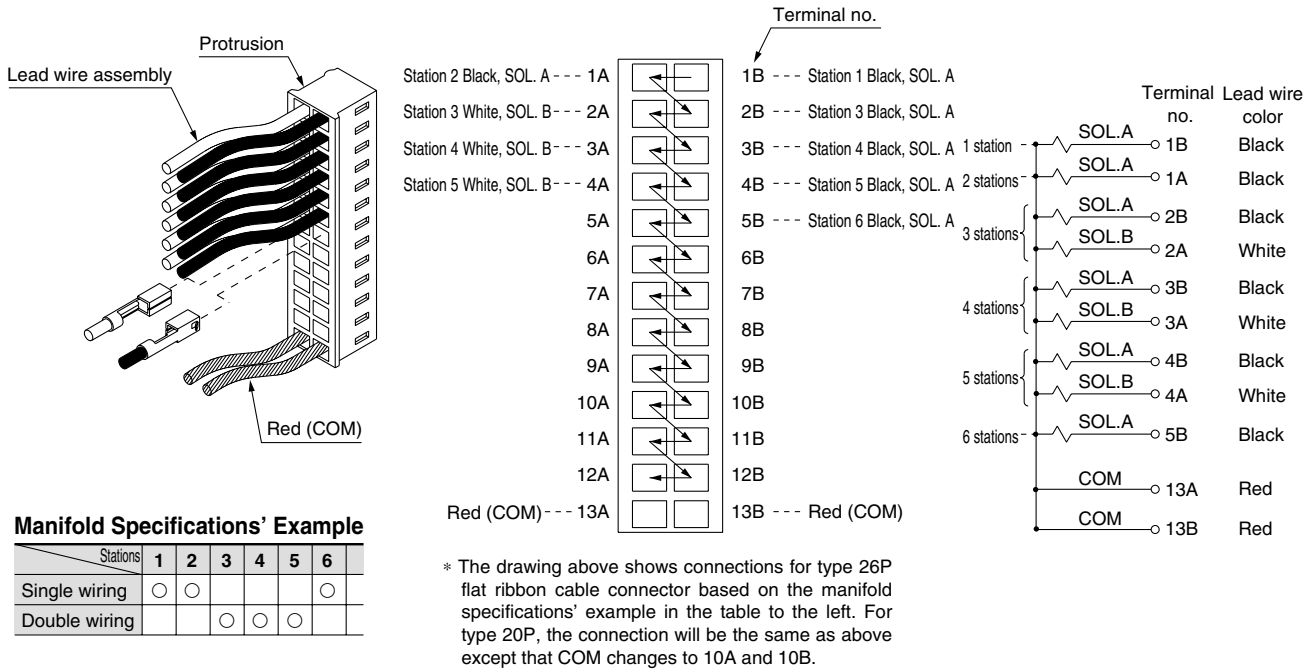 Terminal no.
Protrusion
Lead wire assembly
Red (COM)
Station 2 Black, SOL. A --- 1A 1B --- Station 1 Black, SOL. A
Station 3 White, SOL. B --- 2A 2B --- Station 3 Black, SOL. A
Station 4 White, SOL. B --- 3A 3B --- Station 4 Black, SOL. A
Station 5 White, SOL. B --- 4A 4B --- Station 5 Black, SOL. A
5A 5B --- Station 6 Black, SOL. A
6A 6B
7A 7B
8A 8B
9A 9B
10A 10B
11A 11B
12A 12B
Red (COM) --- 13A 13B --- Red (COM)
Terminal no. Lead wire color
1 station SOL.A 1B Black
2 stations SOL.A 1A Black
3 stations
SOL.A 2B Black
SOL.B 2A White
4 stations
SOL.A 3B Black
SOL.B 3A White
5 stations
SOL.A 4B Black
SOL.B 4A White
6 stations SOL.A 5B Black
COM 13A Red
COM 13B Red
Manifold Specifications' Example
Stations 1 2 3 4 5 6
Single wiring ○ ○ ○
Double wiring ○ ○ ○
* The drawing above shows connections for type 26P
flat ribbon cable connector based on the manifold
specifications' example in the table to the left. For
type 20P, the connection will be the same as above
except that COM changes to 10A and 10B.